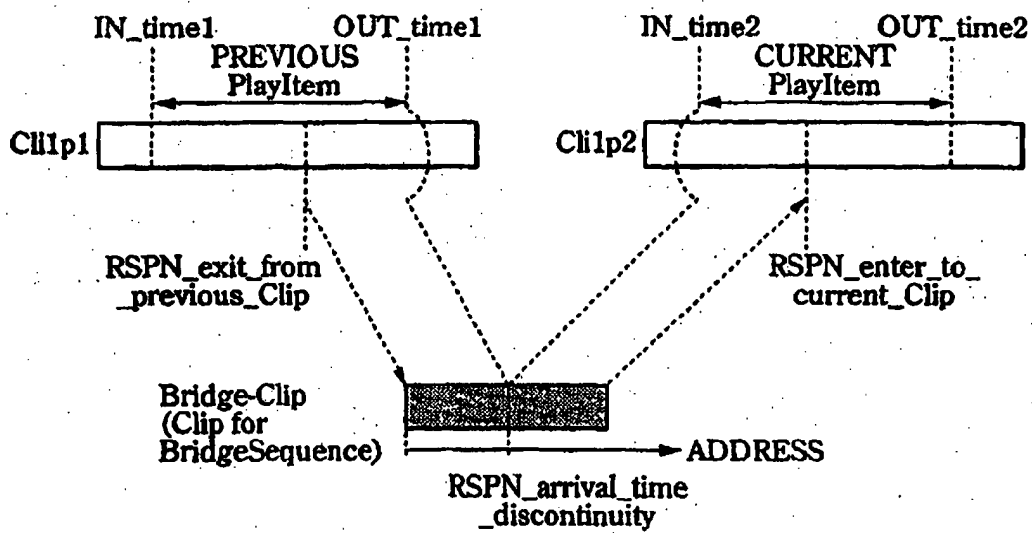 IN_time1 OUT_time1 IN_time2 OUT_time2
PREVIOUS
PlayItem
CURRENT
PlayItem
Cli1p1
Cli1p2
RSPN_exit_from
_previous_Clip
RSPN_enter_to_
current_Clip
Bridge-Clip
(Clip for
BridgeSequence)
ADDRESS
RSPN_arrival_time
_discontinuity